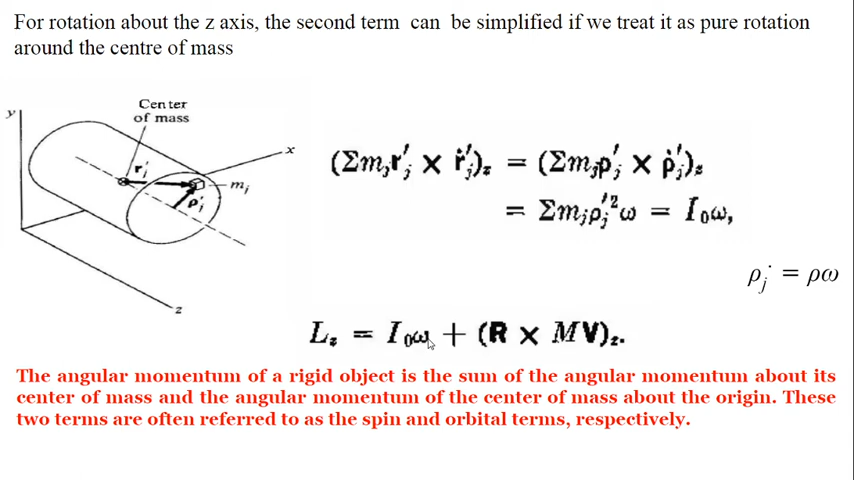 For rotation about the z axis, the second term can be simplified if we treat it as pure rotation
around the centre of mass
Center
of mass
y
x
r′j
mj
ρ′j
z
(Σmjr′j × ṙ′j)z = (Σmjρ′j × ρ̇′j)z
= Σmjρ′j²ω = I₀ω,
ρ̇j = ρω
Lz = I₀ω + (R × MV)z.
The angular momentum of a rigid object is the sum of the angular momentum about its
center of mass and the angular momentum of the center of mass about the origin. These
two terms are often referred to as the spin and orbital terms, respectively.